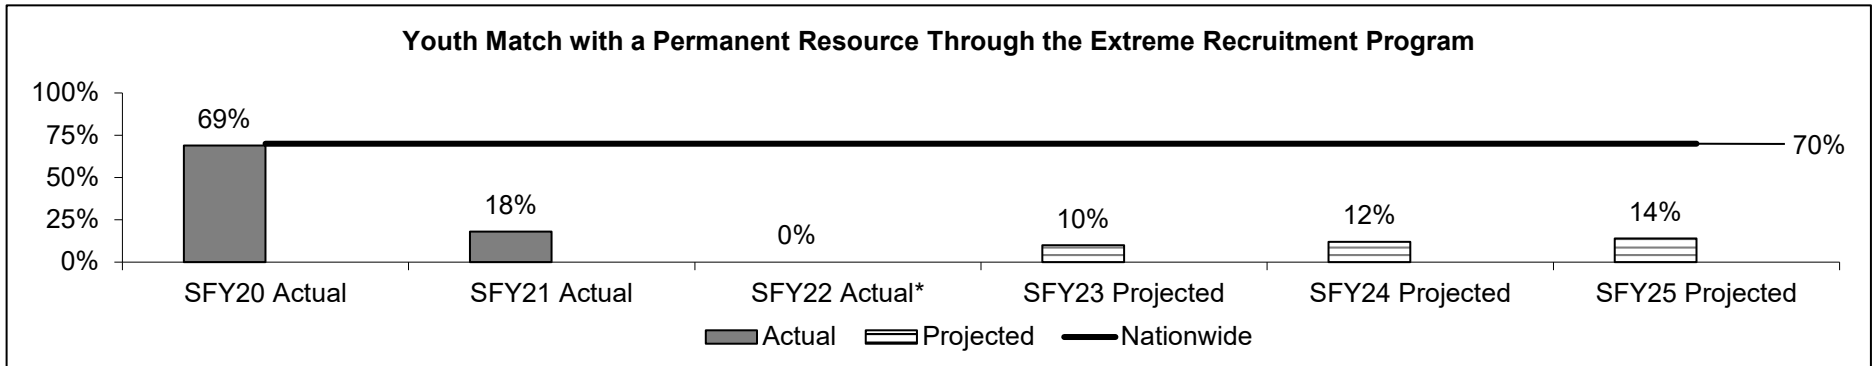 Youth Match with a Permanent Resource Through the Extreme Recruitment Program
100%
75%
50%
25%
0%
69%
18%
0%
10%
12%
14%
70%
SFY20 Actual
SFY21 Actual
SFY22 Actual*
SFY23 Projected
SFY24 Projected
SFY25 Projected
Actual
Projected
Nationwide